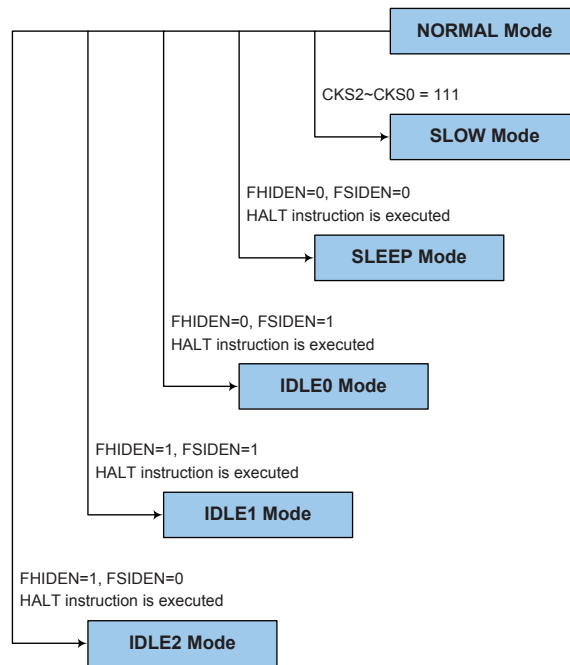 NORMAL Mode
CKS2~CKS0 = 111
SLOW Mode
FHIDEN=0, FSIDEN=0
HALT instruction is executed
SLEEP Mode
FHIDEN=0, FSIDEN=1
HALT instruction is executed
IDLE0 Mode
FHIDEN=1, FSIDEN=1
HALT instruction is executed
IDLE1 Mode
FHIDEN=1, FSIDEN=0
HALT instruction is executed
IDLE2 Mode